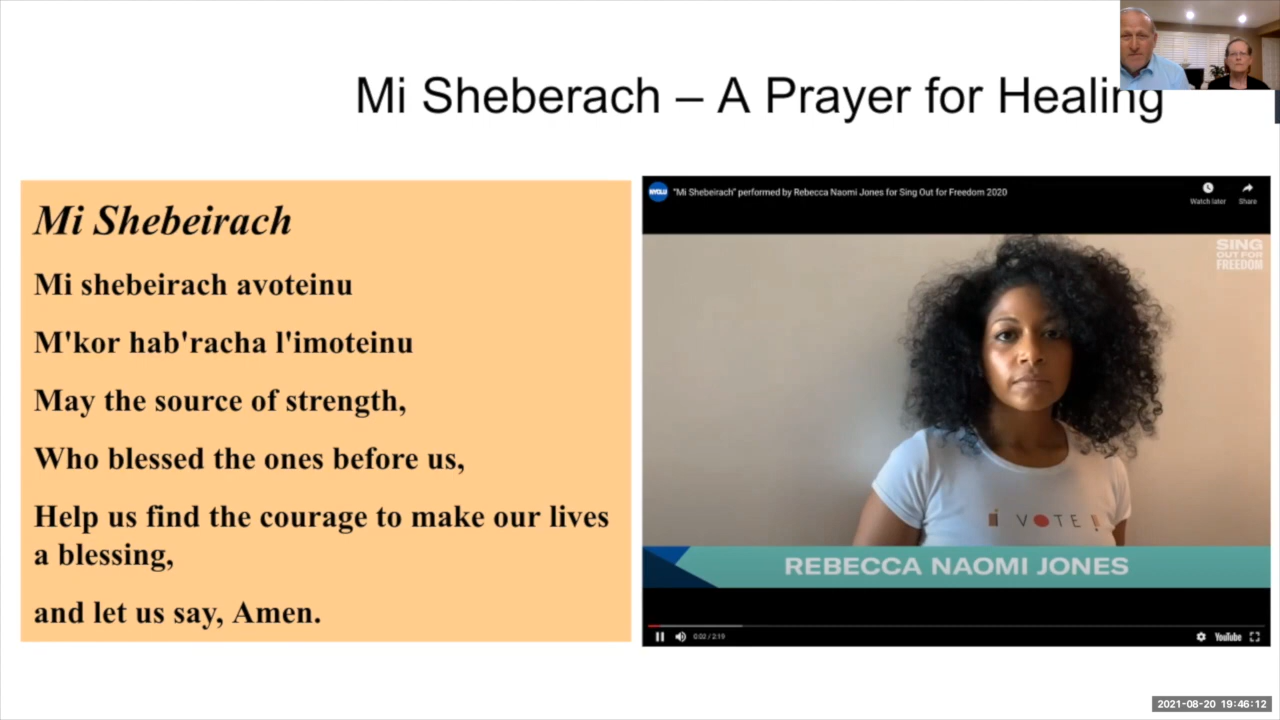 Mi Sheberach – A Prayer for Healing
Mi Shebeirach
Mi shebeirach avoteinu
M'kor hab'racha l'imoteinu
May the source of strength,
Who blessed the ones before us,
Help us find the courage to make our lives
a blessing,
and let us say, Amen.
NYCLU
"Mi Shebeirach" performed by Rebecca Naomi Jones for Sing Out for Freedom 2020
Watch later
Share
SING
OUT FOR
FREEDOM
i VOTE !
REBECCA NAOMI JONES
0:02 / 2:19
YouTube
2021-08-20 19:46:12